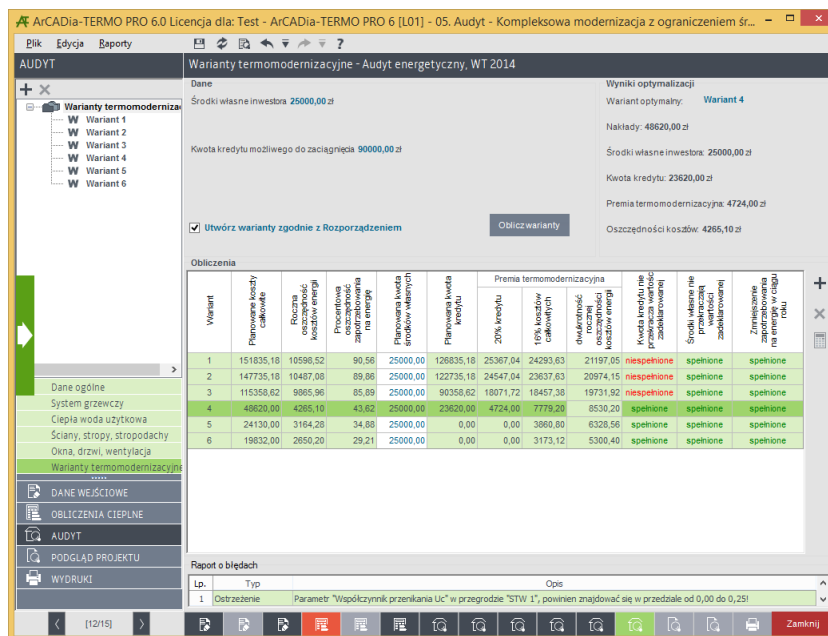 ArCADia-TERMO PRO 6.0 Licencja dla: Test - ArCADia-TERMO PRO 6 [L01] - 05. Audyt - Kompleksowa modernizacja z ograniczeniem śr...
Plik Edycja Raporty
AUDYT
Warianty termomodernizacyjne - Audyt energetyczny, WT 2014
Warianty termomoderniza
W Wariant 1
W Wariant 2
W Wariant 3
W Wariant 4
W Wariant 5
W Wariant 6
Dane
Środki własne inwestora 25000,00 zł
Kwota kredytu możliwego do zaciągnięcia 90000,00 zł
Utwórz warianty zgodnie z Rozporządzeniem
Oblicz warianty
Wyniki optymalizacji
Wariant optymalny: Wariant 4
Nakłady: 48620,00 zł
Środki własne inwestora: 25000,00 zł
Kwota kredytu: 23620,00 zł
Premia termomodernizacyjna: 4724,00 zł
Oszczędności kosztów: 4265,10 zł
Obliczenia
Wariant
Planowane koszty całkowite
Roczna oszczędność kosztów energii
Procentowa oszczędność zapotrzebowania na energię
Planowana kwota środków własnych
Planowana kwota kredytu
Premia termomodernizacyjna
20% kredytu
16% kosztów całkowitych
dwukrotność rocznej oszczędności kosztów energii
Kwota kredytu nie przekracza wartość zadeklarowanej
Środki własne nie przekraczają wartości zadeklarowanej
Zmniejszenie zapotrzebowania na energię w ciągu roku
1 151835,18 10598,52 90,56 25000,00 126835,18 25367,04 24293,63 21197,05 niespełnione spełnione spełnione
2 147735,18 10487,08 89,86 25000,00 122735,18 24547,04 23637,63 20974,15 niespełnione spełnione spełnione
3 115358,62 9865,96 85,89 25000,00 90358,62 18071,72 18457,38 19731,92 niespełnione spełnione spełnione
4 48620,00 4265,10 43,62 25000,00 23620,00 4724,00 7779,20 8530,20 spełnione spełnione spełnione
5 24130,00 3164,28 34,88 25000,00 0,00 0,00 3860,80 6328,56 spełnione spełnione spełnione
6 19832,00 2650,20 29,21 25000,00 0,00 0,00 3173,12 5300,40 spełnione spełnione spełnione
Dane ogólne
System grzewczy
Ciepła woda użytkowa
Ściany, stropy, stropodachy
Okna, drzwi, wentylacja
Warianty termomodernizacyjne
DANE WEJŚCIOWE
OBLICZENIA CIEPLNE
AUDYT
PODGLĄD PROJEKTU
WYDRUKI
Raport o błędach
Lp. Typ Opis
1 Ostrzeżenie Parametr "Współczynnik przenikania Uc" w przegrodzie "STW 1", powinien znajdować się w przedziale od 0,00 do 0,25!
[12/15]
Zamknij